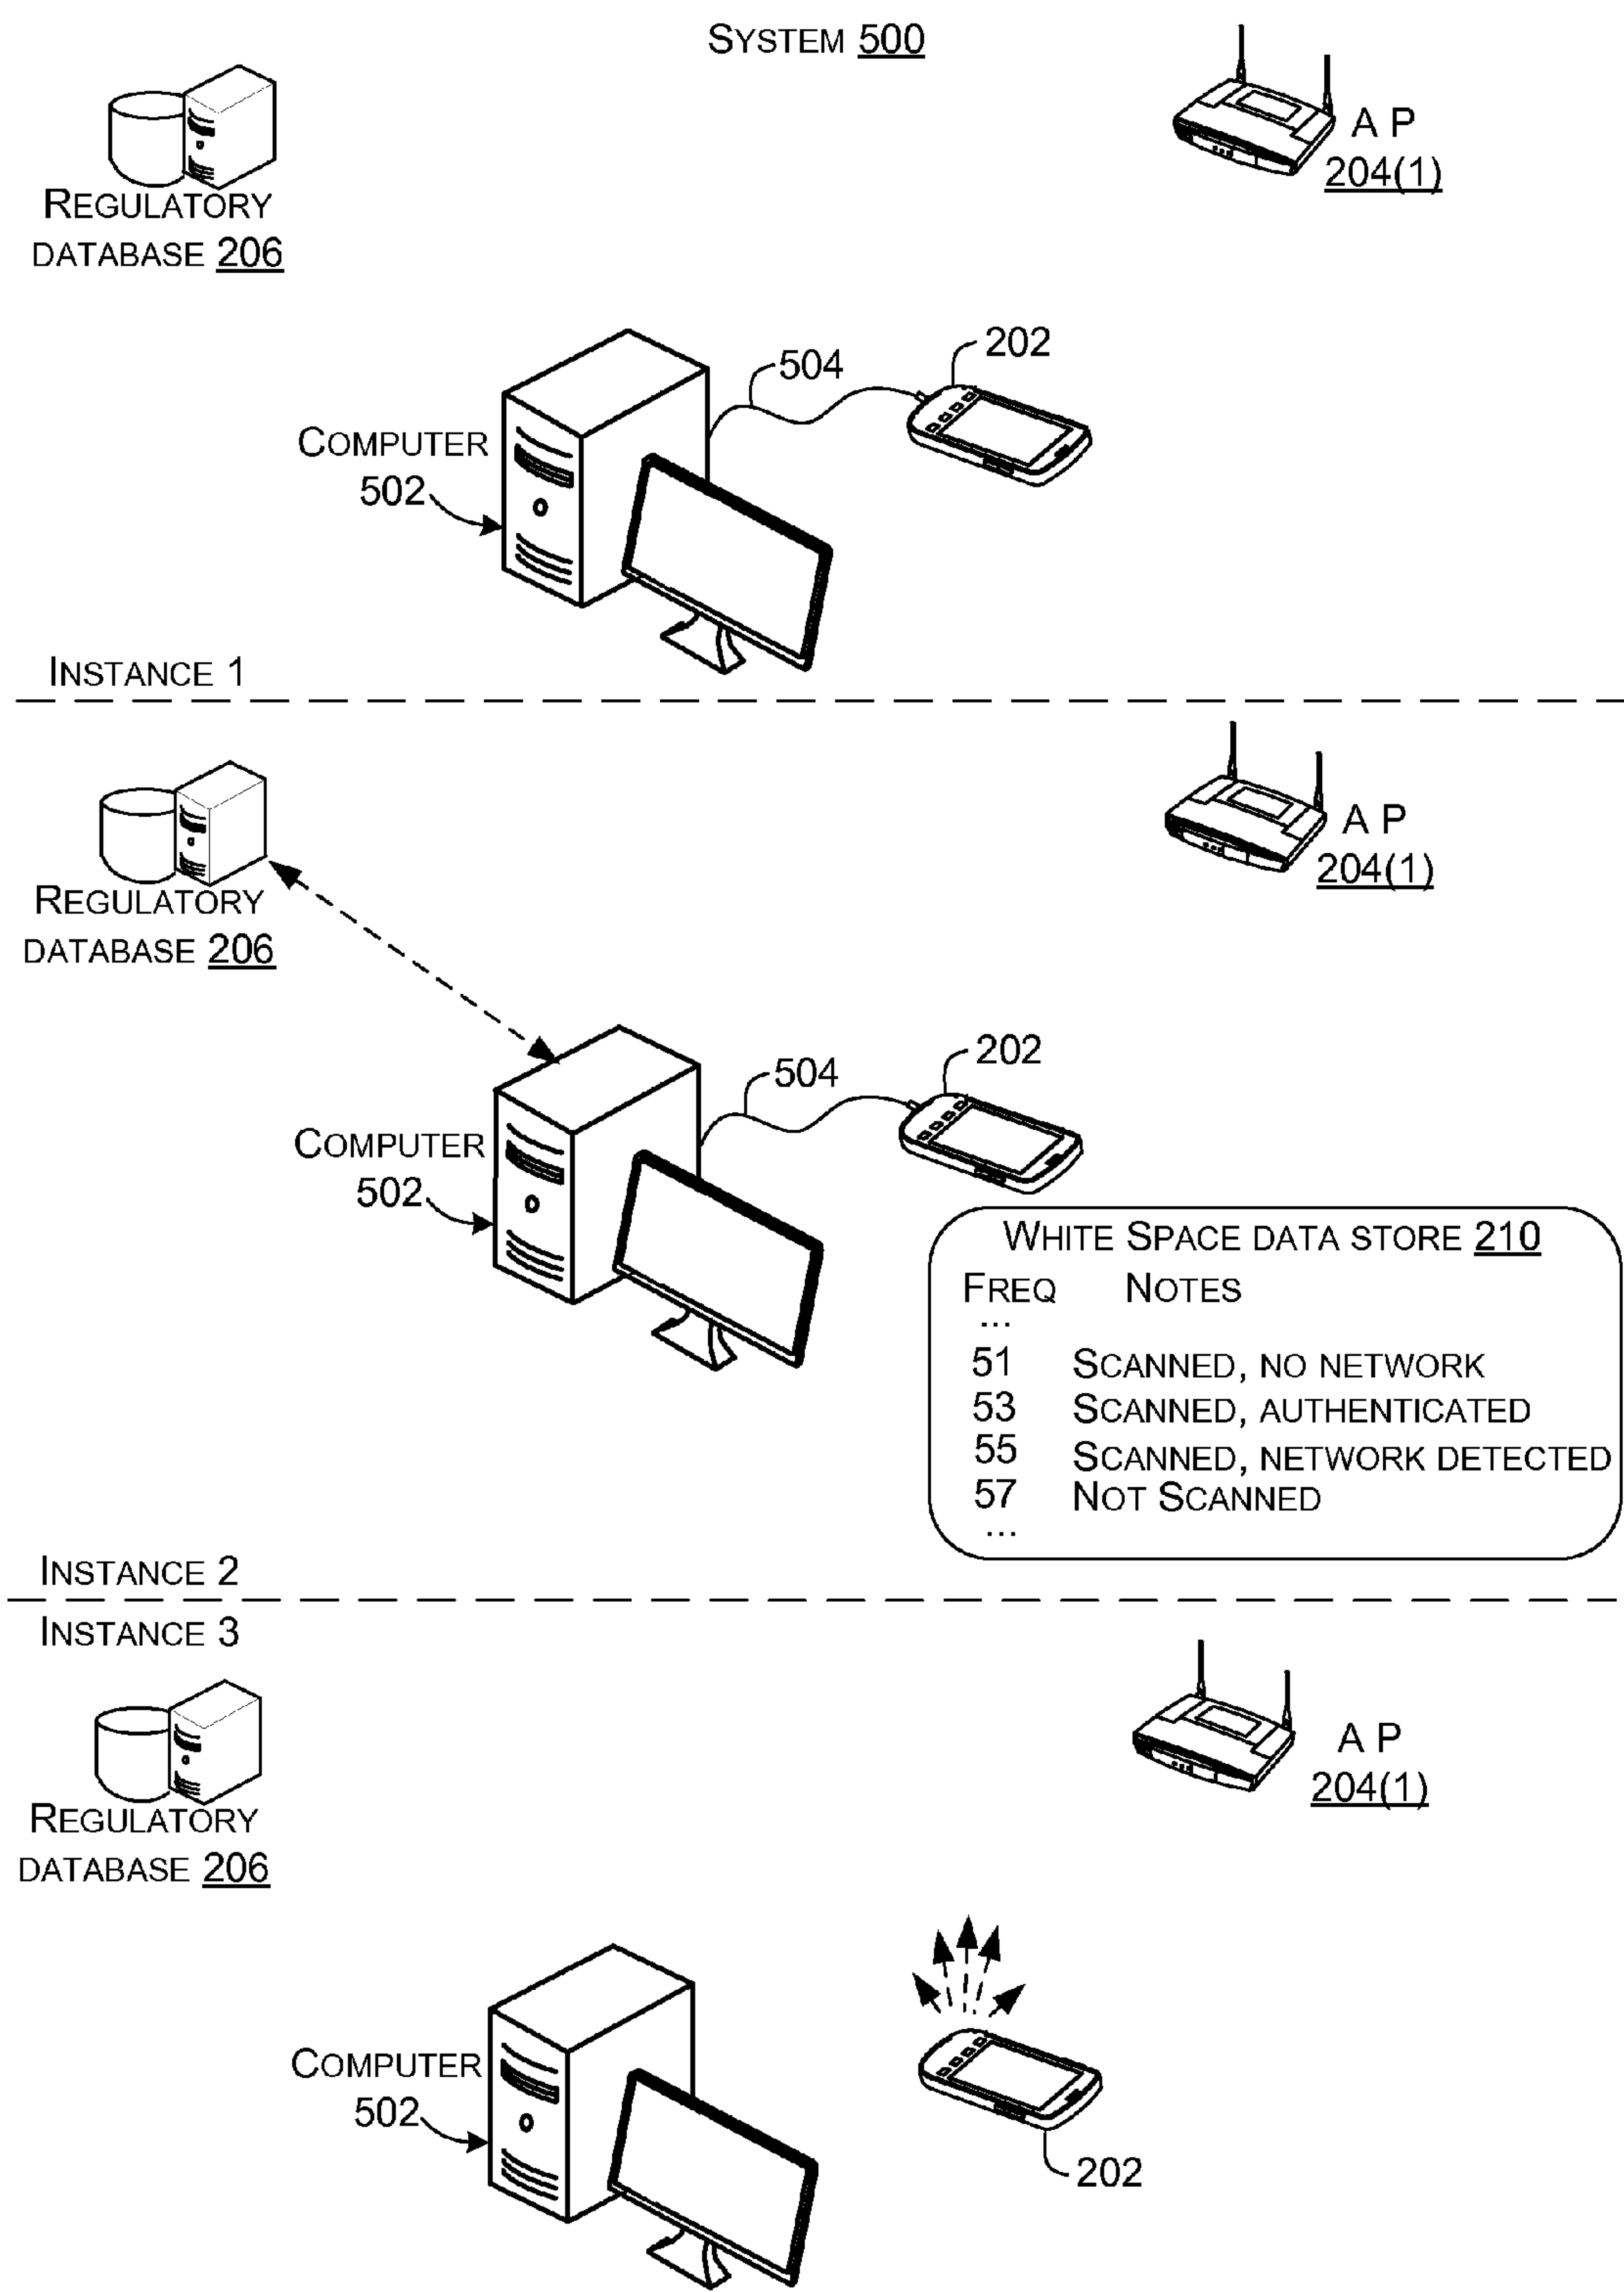 SYSTEM 500
A P
204(1)
REGULATORY
DATABASE 206
202
504
COMPUTER
502
INSTANCE 1
A P
204(1)
REGULATORY
DATABASE 206
202
504
COMPUTER
502
WHITE SPACE DATA STORE 210
FREQ NOTES
...
51 SCANNED, NO NETWORK
53 SCANNED, AUTHENTICATED
55 SCANNED, NETWORK DETECTED
57 NOT SCANNED
...
INSTANCE 2
INSTANCE 3
A P
204(1)
REGULATORY
DATABASE 206
COMPUTER
502
202